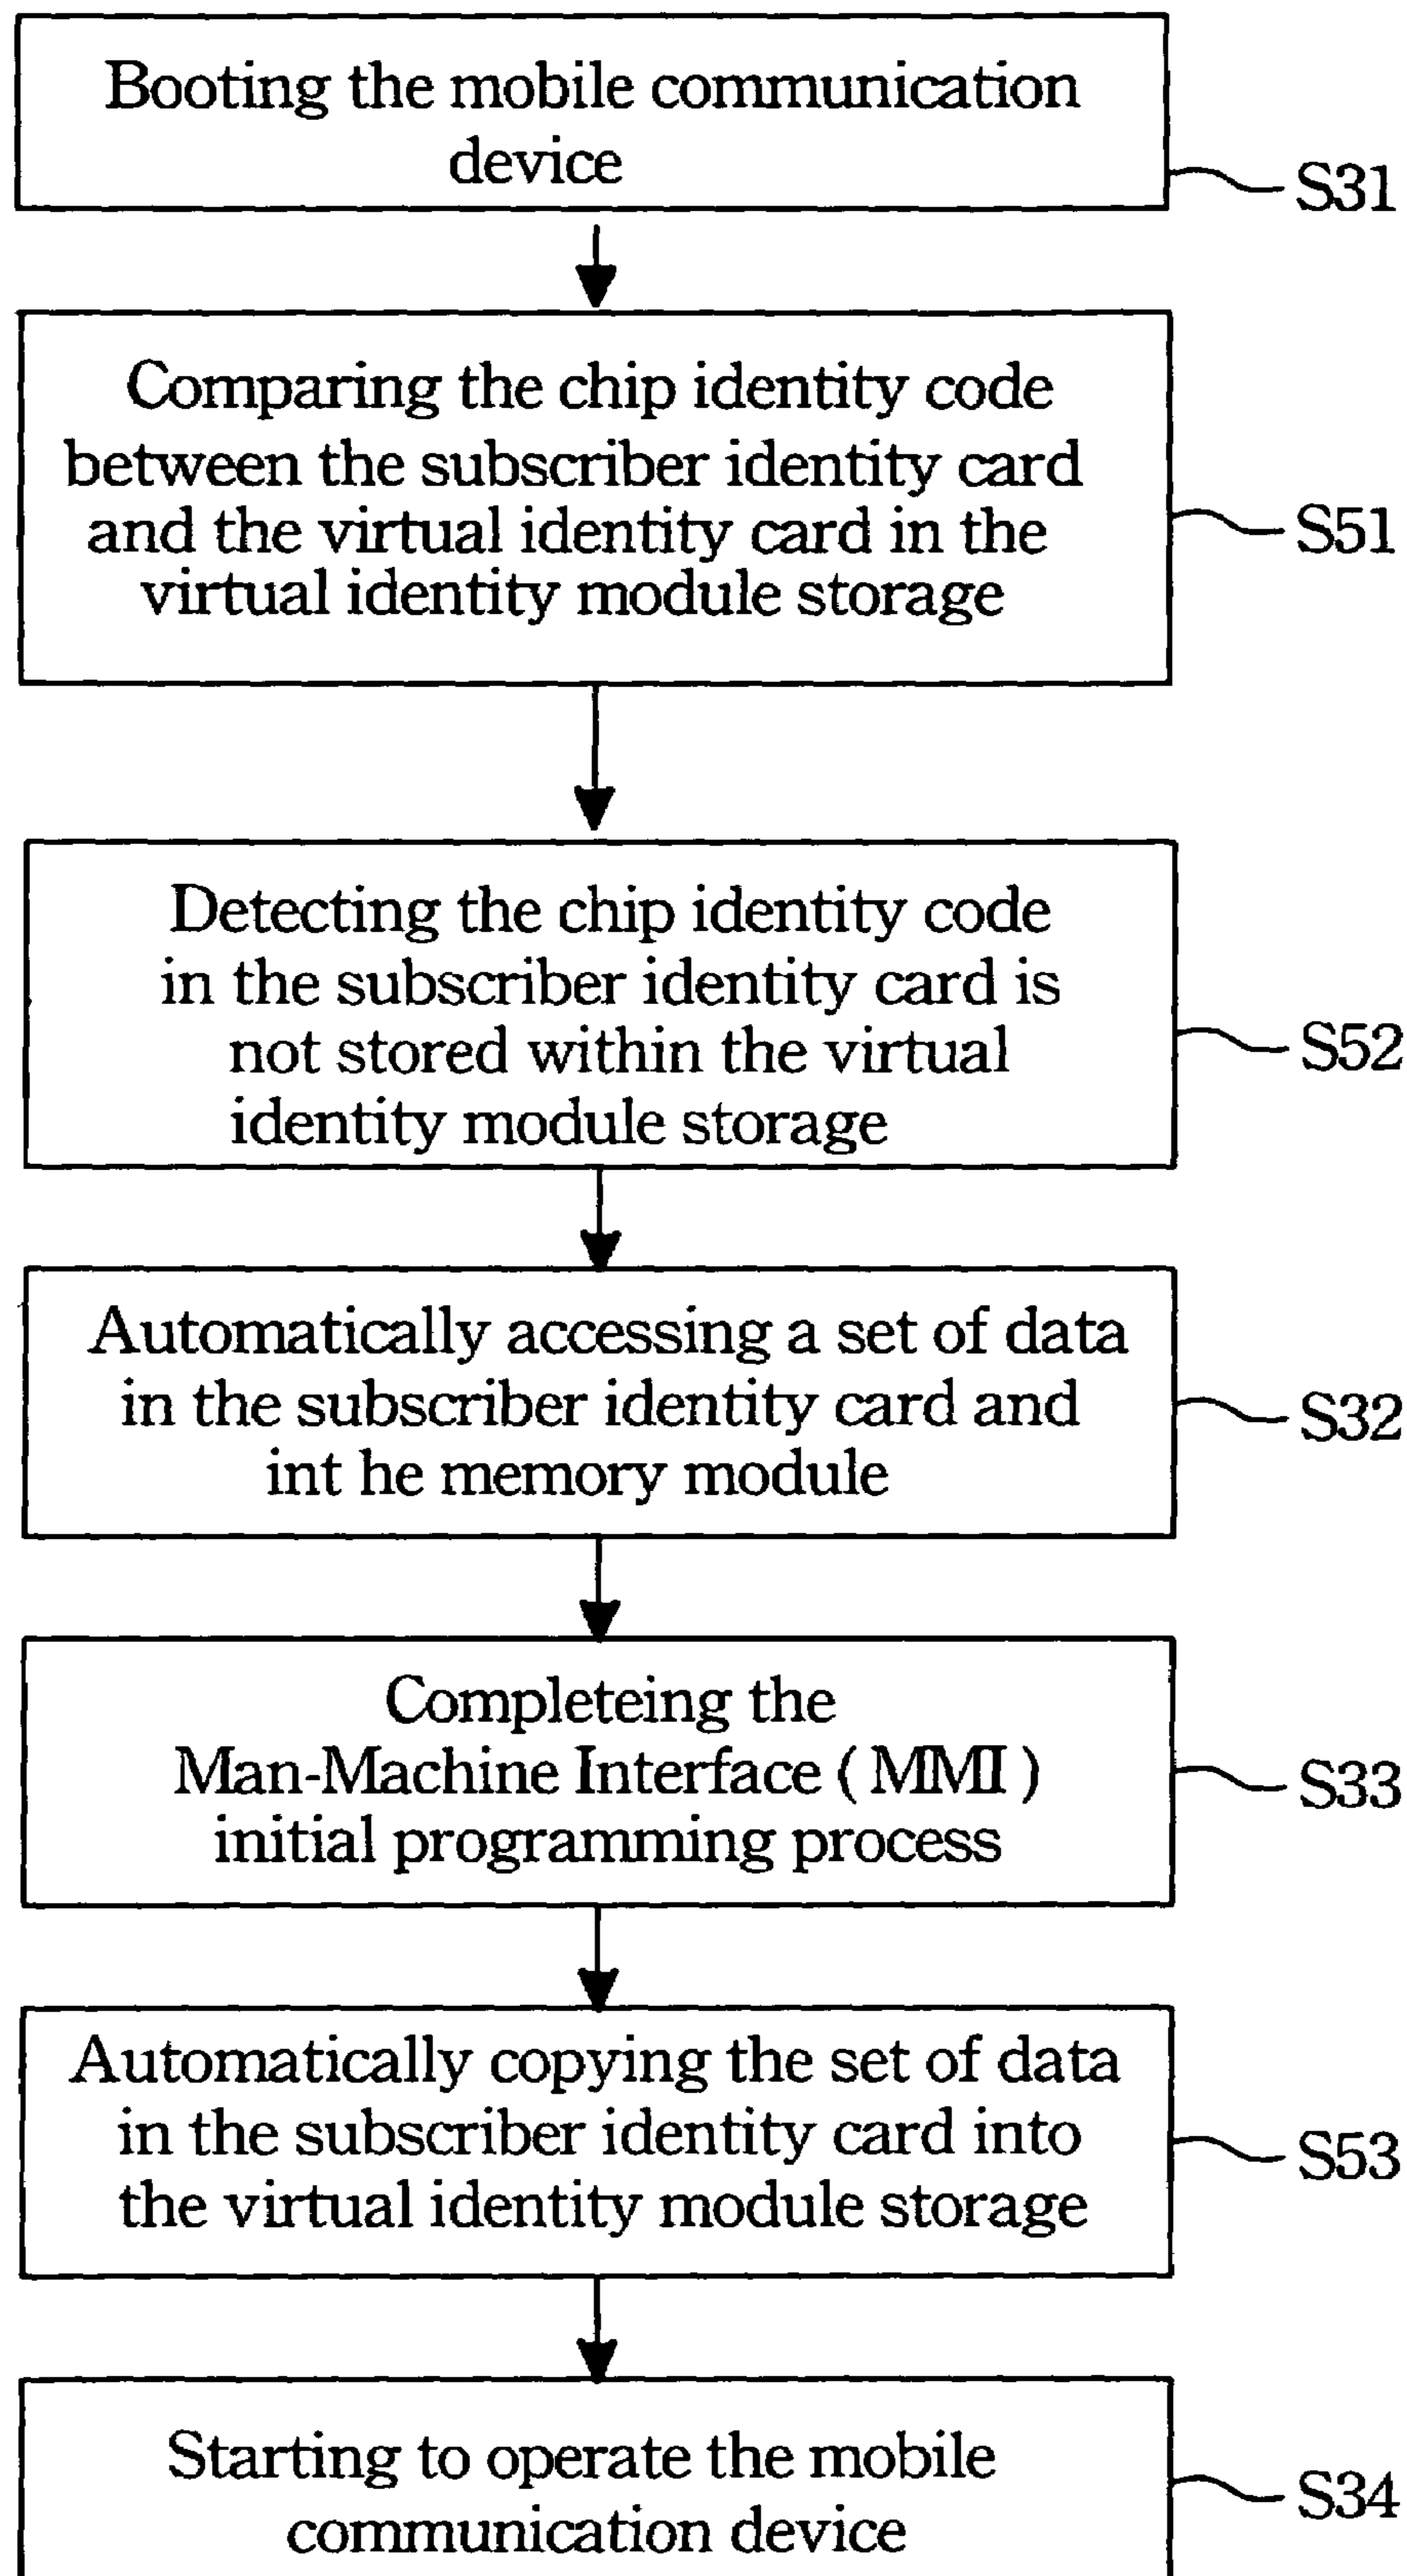 Booting the mobile communication
device
S31
Comparing the chip identity code
between the subscriber identity card
and the virtual identity card in the
virtual identity module storage
S51
Detecting the chip identity code
in the subscriber identity card is
not stored within the virtual
identity module storage
S52
Automatically accessing a set of data
in the subscriber identity card and
int he memory module
S32
Completeing the
Man-Machine Interface ( MMI )
initial programming process
S33
Automatically copying the set of data
in the subscriber identity card into
the virtual identity module storage
S53
Starting to operate the mobile
communication device
S34